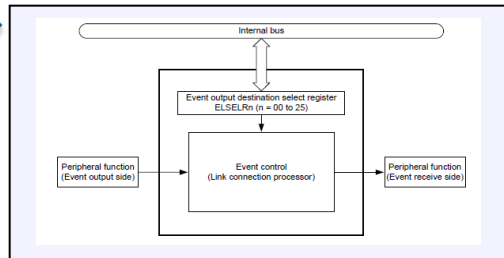 Internal bus
Event output destination select register
ELSELRn (n = 00 to 25)
Peripheral function
(Event output side)
Event control
(Link connection processor)
Peripheral function
(Event receive side)